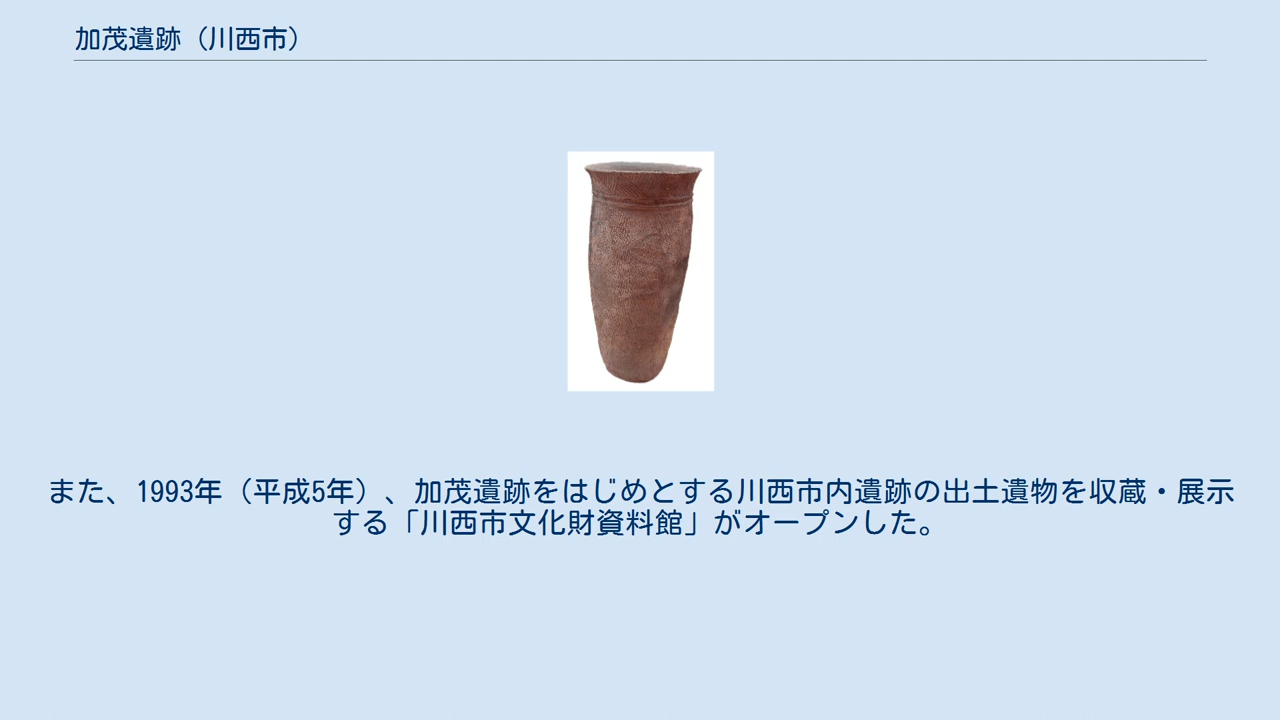 加茂遺跡（川西市）
また、1993年（平成5年）、加茂遺跡をはじめとする川西市内遺跡の出土遺物を収蔵・展示
する「川西市文化財資料館」がオープンした。